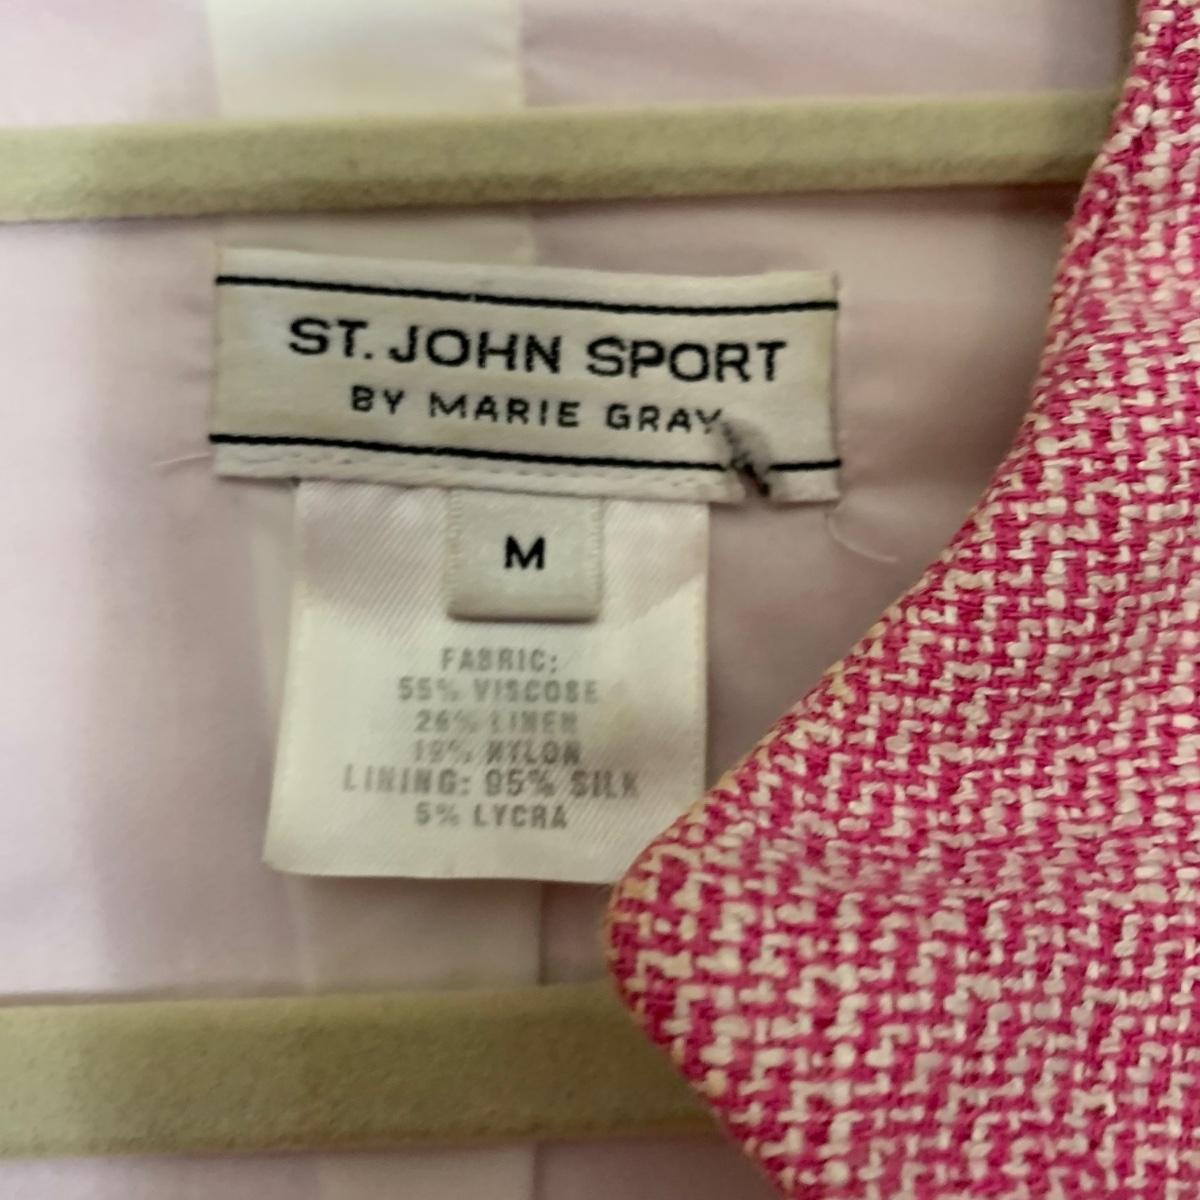 ST. JOHN SPORT
BY MARIE GRAY
M
FABRIC:
55% VISCOSE
26% LINEN
19% NYLON
LINING: 95% SILK
5% LYCRA